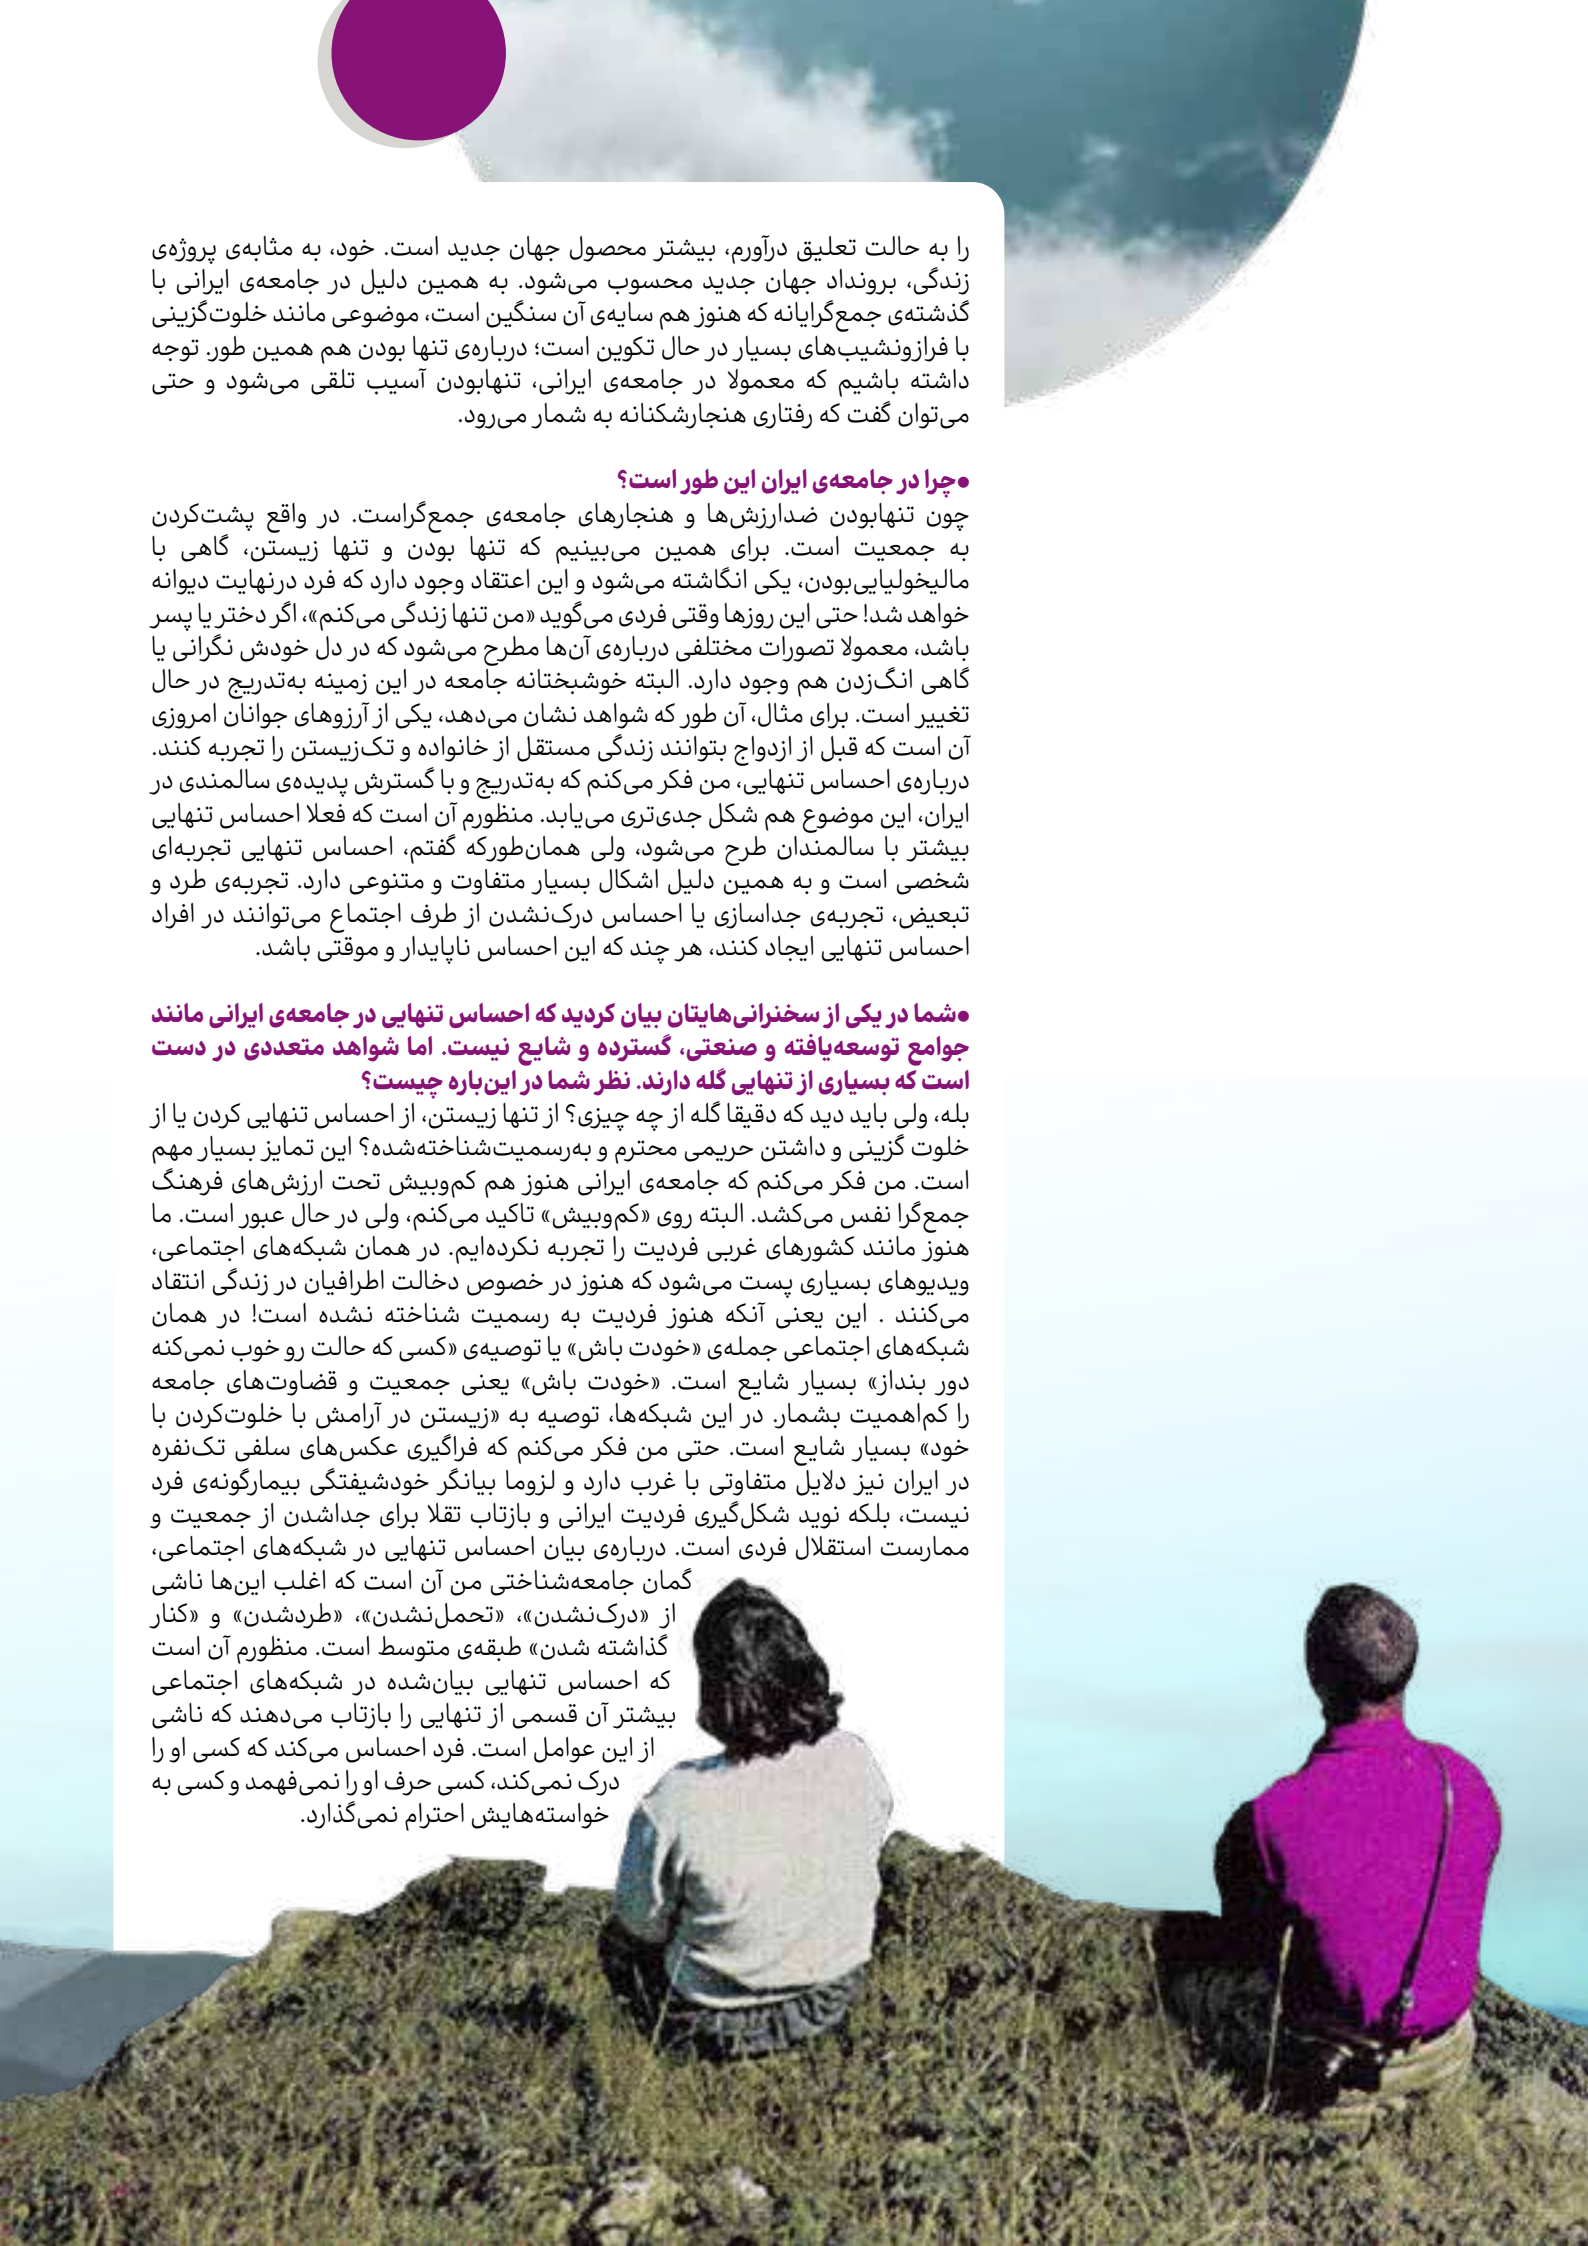 را به حالت تعلیق درآورم، بیشتر محصول جهان جدید است. خود، به مثابه‌ی پروژه‌ی
زندگی، برونداد جهان جدید محسوب می‌شود. به همین دلیل در جامعه‌ی ایرانی با
گذشته‌ی جمع‌گرایانه که هنوز هم سایه‌ی آن سنگین است، موضوعی مانند خلوت‌گزینی
با فرازونشیب‌های بسیار در حال تکوین است؛ درباره‌ی تنها بودن هم همین طور. توجه
داشته باشیم که معمولا در جامعه‌ی ایرانی، تنهابودن آسیب تلقی می‌شود و حتی
می‌توان گفت که رفتاری هنجارشکنانه به شمار می‌رود.
●چرا در جامعه‌ی ایران این طور است؟
چون تنهابودن ضدارزش‌ها و هنجارهای جامعه‌ی جمع‌گراست. در واقع پشت‌کردن
به جمعیت است. برای همین می‌بینیم که تنها بودن و تنها زیستن، گاهی با
مالیخولیایی‌بودن، یکی انگاشته می‌شود و این اعتقاد وجود دارد که فرد درنهایت دیوانه
خواهد شد! حتی این روزها وقتی فردی می‌گوید «من تنها زندگی می‌کنم»، اگر دختر یا پسر
باشد، معمولا تصورات مختلفی درباره‌ی آن‌ها مطرح می‌شود که در دل خودش نگرانی یا
گاهی انگ‌زدن هم وجود دارد. البته خوشبختانه جامعه در این زمینه به‌تدریج در حال
تغییر است. برای مثال، آن طور که شواهد نشان می‌دهد، یکی از آرزوهای جوانان امروزی
آن است که قبل از ازدواج بتوانند زندگی مستقل از خانواده و تک‌زیستن را تجربه کنند.
درباره‌ی احساس تنهایی، من فکر می‌کنم که به‌تدریج و با گسترش پدیده‌ی سالمندی در
ایران، این موضوع هم شکل جدی‌تری می‌یابد. منظورم آن است که فعلا احساس تنهایی
بیشتر با سالمندان طرح می‌شود، ولی همان‌طورکه گفتم، احساس تنهایی تجربه‌ای
شخصی است و به همین دلیل اشکال بسیار متفاوت و متنوعی دارد. تجربه‌ی طرد و
تبعیض، تجربه‌ی جداسازی یا احساس درک‌نشدن از طرف اجتماع می‌توانند در افراد
احساس تنهایی ایجاد کنند، هر چند که این احساس ناپایدار و موقتی باشد.
●شما در یکی از سخنرانی‌هایتان بیان کردید که احساس تنهایی در جامعه‌ی ایرانی مانند
جوامع توسعه‌یافته و صنعتی، گسترده و شایع نیست. اما شواهد متعددی در دست
است که بسیاری از تنهایی گله دارند. نظر شما در این‌باره چیست؟
بله، ولی باید دید که دقیقا گله از چه چیزی؟ از تنها زیستن، از احساس تنهایی کردن یا از
خلوت گزینی و داشتن حریمی محترم و به‌رسمیت‌شناخته‌شده؟ این تمایز بسیار مهم
است. من فکر می‌کنم که جامعه‌ی ایرانی هنوز هم کم‌وبیش تحت ارزش‌های فرهنگ
جمع‌گرا نفس می‌کشد. البته روی «کم‌وبیش» تاکید می‌کنم، ولی در حال عبور است. ما
هنوز مانند کشورهای غربی فردیت را تجربه نکرده‌ایم. در همان شبکه‌های اجتماعی،
ویدیوهای بسیاری پست می‌شود که هنوز در خصوص دخالت اطرافیان در زندگی انتقاد
می‌کنند . این یعنی آنکه هنوز فردیت به رسمیت شناخته نشده است! در همان
شبکه‌های اجتماعی جمله‌ی «خودت باش» یا توصیه‌ی «کسی که حالت رو خوب نمی‌کنه
دور بنداز» بسیار شایع است. «خودت باش» یعنی جمعیت و قضاوت‌های جامعه
را کم‌اهمیت بشمار. در این شبکه‌ها، توصیه به «زیستن در آرامش با خلوت‌کردن با
خود» بسیار شایع است. حتی من فکر می‌کنم که فراگیری عکس‌های سلفی تک‌نفره
در ایران نیز دلایل متفاوتی با غرب دارد و لزوما بیانگر خودشیفتگی بیمارگونه‌ی فرد
نیست، بلکه نوید شکل‌گیری فردیت ایرانی و بازتاب تقلا برای جداشدن از جمعیت و
ممارست استقلال فردی است. درباره‌ی بیان احساس تنهایی در شبکه‌های اجتماعی،
گمان جامعه‌شناختی من آن است که اغلب این‌ها ناشی
از «درک‌نشدن»، «تحمل‌نشدن»، «طردشدن» و «کنار
گذاشته شدن» طبقه‌ی متوسط است. منظورم آن است
که احساس تنهایی بیان‌شده در شبکه‌های اجتماعی
بیشتر آن قسمی از تنهایی را بازتاب می‌دهند که ناشی
از این عوامل است. فرد احساس می‌کند که کسی او را
درک نمی‌کند، کسی حرف او را نمی‌فهمد و کسی به
خواسته‌هایش احترام نمی‌گذارد.